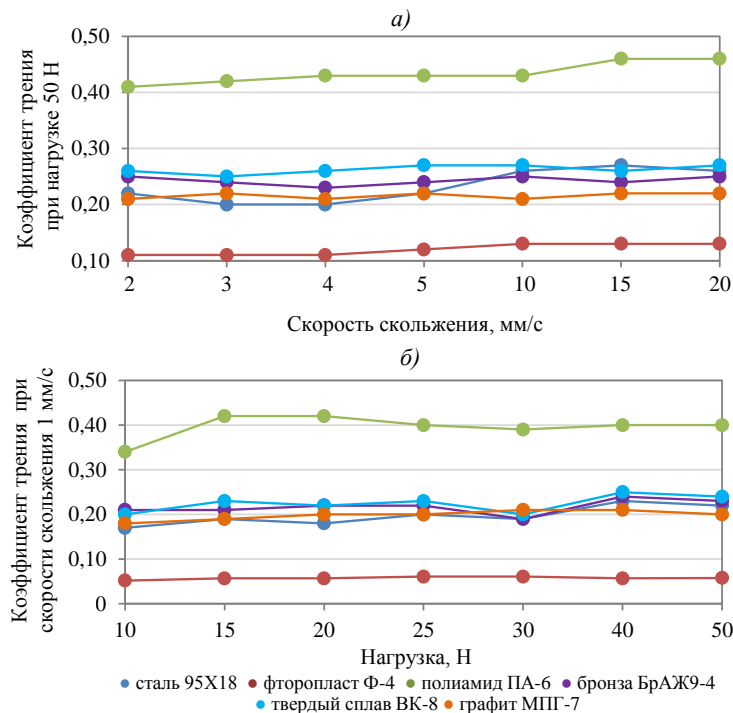 а)
0,50
0,40
0,30
0,20
0,10
Коэффициент трения
при нагрузке 50 Н
2 3 4 5 10 15 20
Скорость скольжения, мм/с
б)
0,50
0,40
0,30
0,20
0,10
0
Коэффициент трения при
скорости скольжения 1 мм/с
10 15 20 25 30 40 50
Нагрузка, Н
сталь 95Х18 фторопласт Ф-4 полиамид ПА-6 бронза БрАЖ9-4
твердый сплав ВК-8 графит МПГ-7